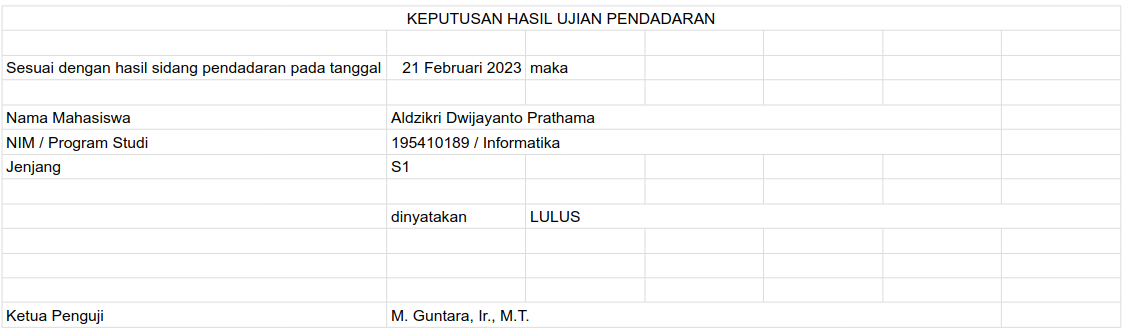 KEPUTUSAN HASIL UJIAN PENDADARAN
Sesuai dengan hasil sidang pendadaran pada tanggal 21 Februari 2023 maka
Nama Mahasiswa Aldzikri Dwijayanto Prathama
NIM / Program Studi 195410189 / Informatika
Jenjang S1
dinyatakan LULUS
Ketua Penguji M. Guntara, Ir., M.T.